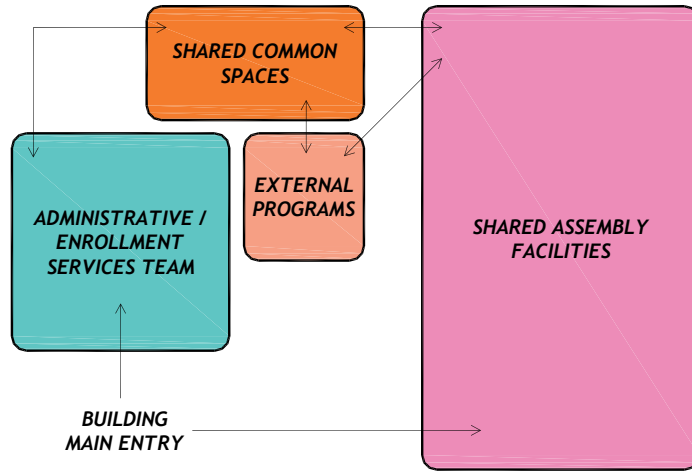 SHARED COMMON
SPACES
ADMINISTRATIVE /
ENROLLMENT
SERVICES TEAM
EXTERNAL
PROGRAMS
SHARED ASSEMBLY
FACILITIES
BUILDING
MAIN ENTRY